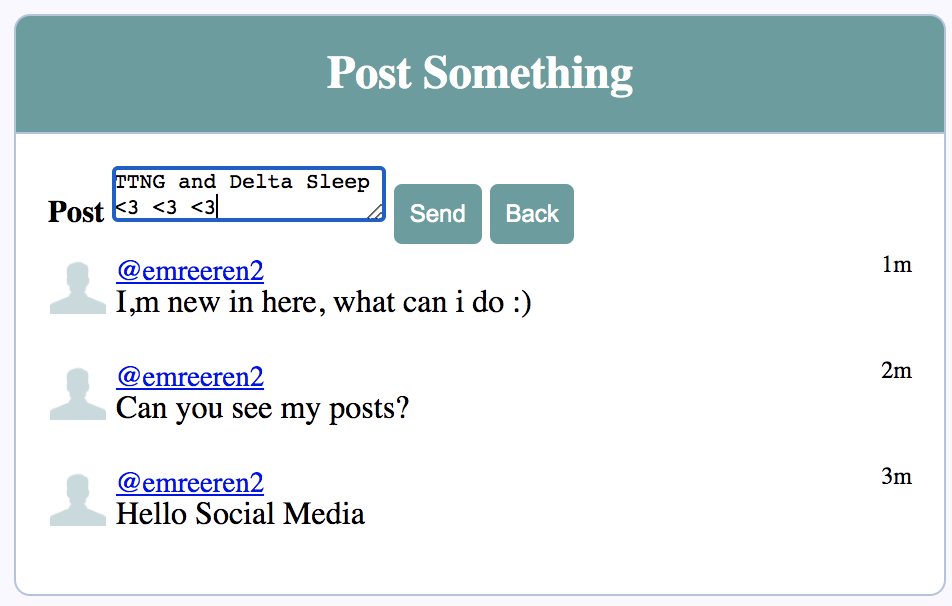 Post Something
TTNG and Delta Sleep
<3 <3 <3
Post
Send
Back
@emreeren2
1m
I,m new in here, what can i do :)
@emreeren2
2m
Can you see my posts?
@emreeren2
3m
Hello Social Media